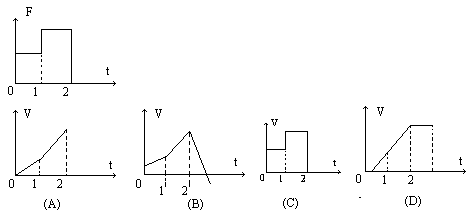 F
t
0 1 2
V V V V
t t t t
0 1 2 0 1 2 0 1 2 0 1 2
(A) (B) (C) (D)